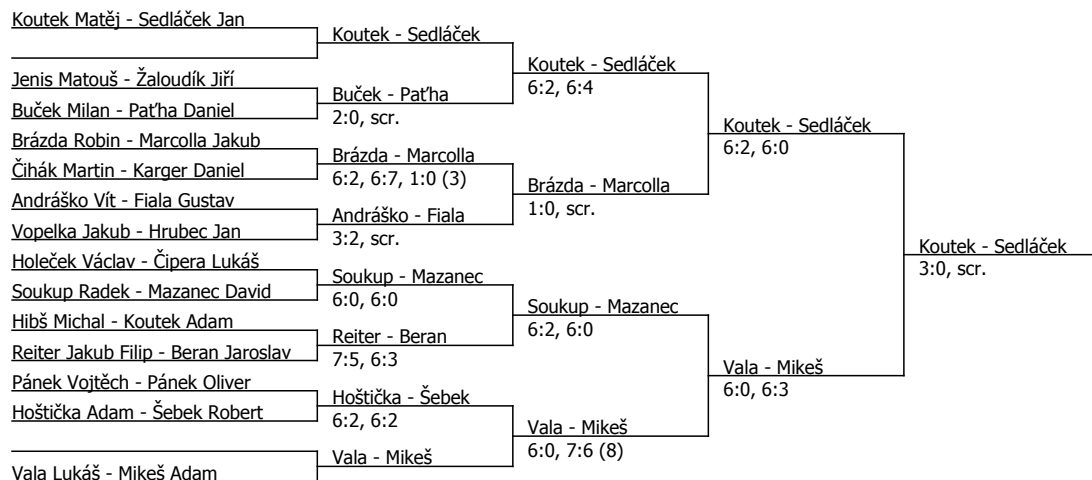 Koutek Matěj - Sedláček Jan
Jenis Matouš - Žaloudík Jiří
Buček Milan - Paťha Daniel
Brázda Robin - Marcolla Jakub
Čihák Martin - Karger Daniel
Andráško Vít - Fiala Gustav
Vopelka Jakub - Hrubec Jan
Holeček Václav - Čipera Lukáš
Soukup Radek - Mazanec David
Hibš Michal - Koutek Adam
Reiter Jakub Filip - Beran Jaroslav
Pánek Vojtěch - Pánek Oliver
Hoštička Adam - Šebek Robert
Vala Lukáš - Mikeš Adam
Koutek - Sedláček
Buček - Paťha
2:0, scr.
Brázda - Marcolla
6:2, 6:7, 1:0 (3)
Andráško - Fiala
3:2, scr.
Soukup - Mazanec
6:0, 6:0
Reiter - Beran
7:5, 6:3
Hoštička - Šebek
6:2, 6:2
Vala - Mikeš
Koutek - Sedláček
6:2, 6:4
Brázda - Marcolla
1:0, scr.
Soukup - Mazanec
6:2, 6:0
Vala - Mikeš
6:0, 7:6 (8)
Koutek - Sedláček
6:2, 6:0
Vala - Mikeš
6:0, 6:3
Koutek - Sedláček
3:0, scr.